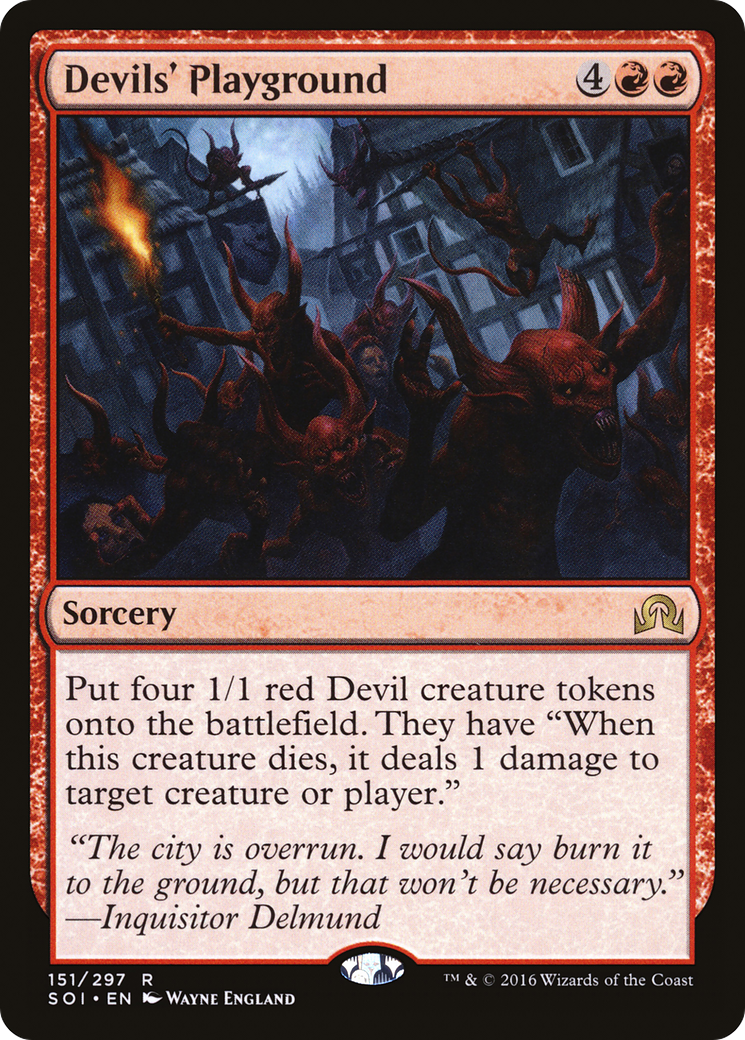 Devils’ Playground 4
Sorcery
Put four 1/1 red Devil creature tokens
onto the battlefield. They have “When
this creature dies, it deals 1 damage to
target creature or player.”
“The city is overrun. I would say burn it
to the ground, but that won’t be necessary.”
—Inquisitor Delmund
151/297 R
™ & © 2016 Wizards of the Coast
SOI • EN Wayne England